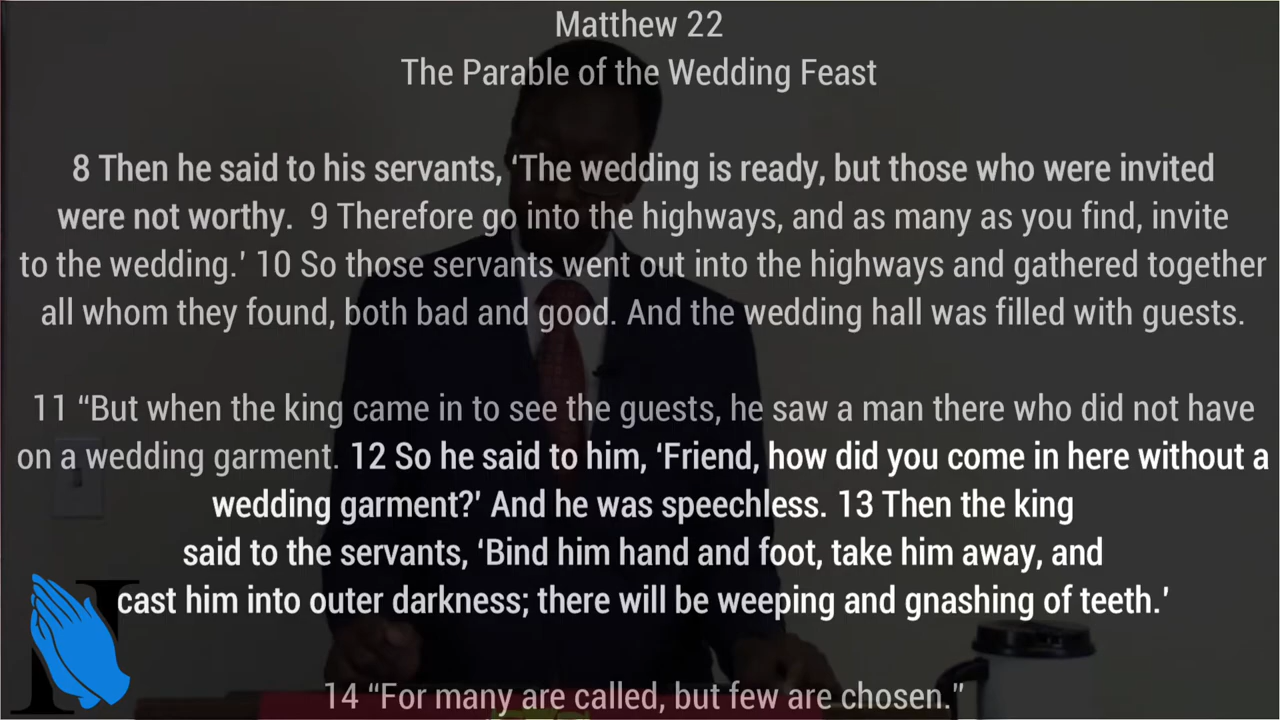 Matthew 22
The Parable of the Wedding Feast
8 Then he said to his servants, ‘The wedding is ready, but those who were invited
were not worthy. 9 Therefore go into the highways, and as many as you find, invite
to the wedding.’ 10 So those servants went out into the highways and gathered together
all whom they found, both bad and good. And the wedding hall was filled with guests.
11 “But when the king came in to see the guests, he saw a man there who did not have
on a wedding garment. 12 So he said to him, ‘Friend, how did you come in here without a
wedding garment?’ And he was speechless. 13 Then the king
said to the servants, ‘Bind him hand and foot, take him away, and
cast him into outer darkness; there will be weeping and gnashing of teeth.’
14 “For many are called, but few are chosen.”
I